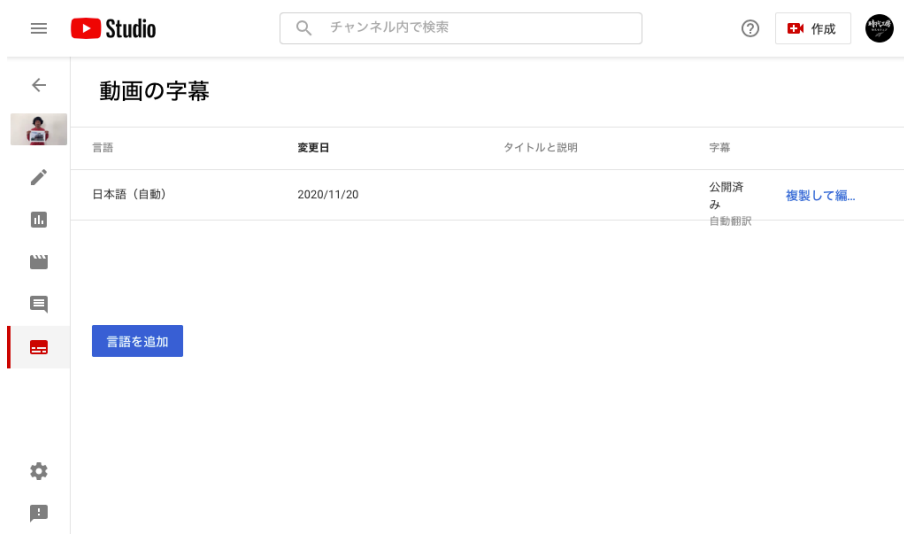 Studio
チャンネル内で検索
作成
動画の字幕
言語
変更日
タイトルと説明
字幕
日本語（自動）
2020/11/20
公開済
み
自動翻訳
複製して編...
言語を追加